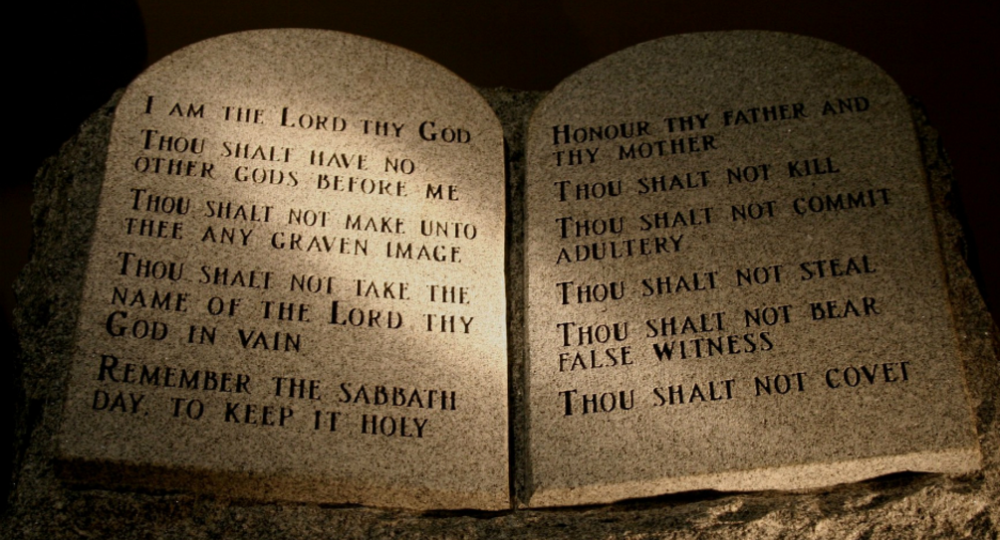 I AM THE LORD THY GOD
THOU SHALT HAVE NO
OTHER GODS BEFORE ME
THOU SHALT NOT MAKE UNTO
THEE ANY GRAVEN IMAGE
THOU SHALT NOT TAKE THE
NAME OF THE LORD THY
GOD IN VAIN
REMEMBER THE SABBATH
DAY, TO KEEP IT HOLY
HONOUR THY FATHER AND
THY MOTHER
THOU SHALT NOT KILL
THOU SHALT NOT COMMIT
ADULTERY
THOU SHALT NOT STEAL
THOU SHALT NOT BEAR
FALSE WITNESS
THOU SHALT NOT COVET